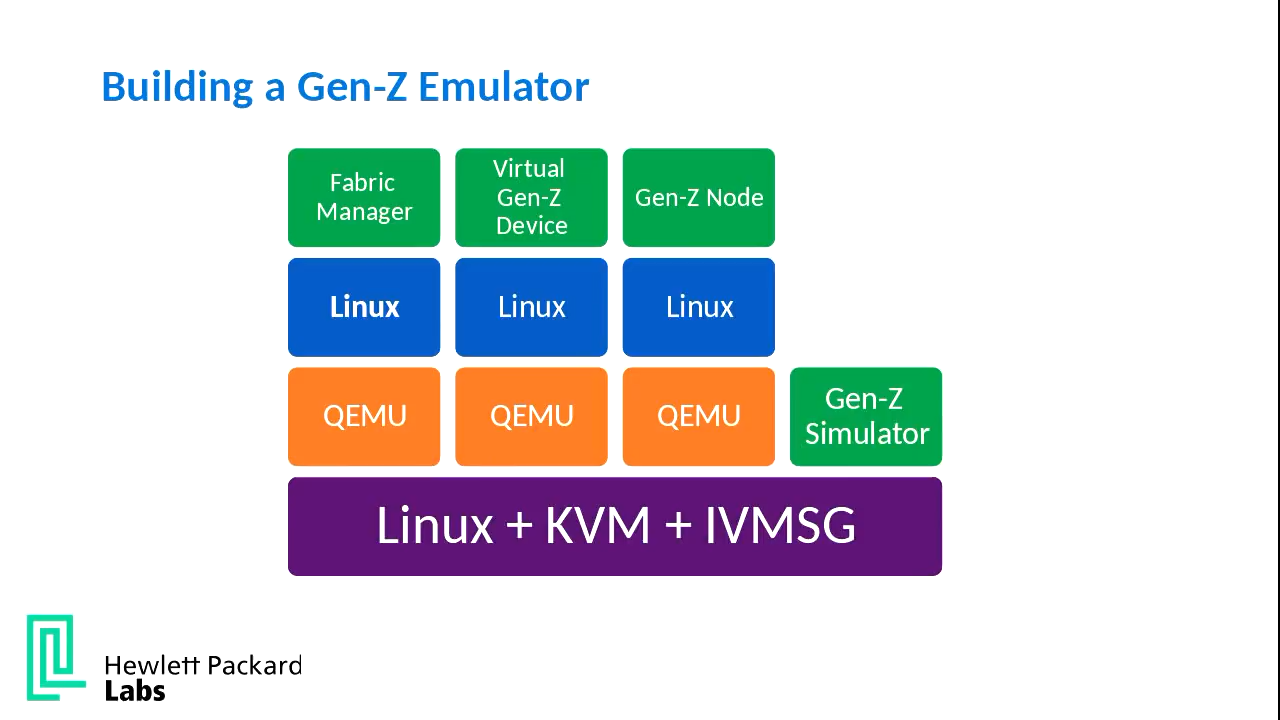 Building a Gen-Z Emulator
Fabric
Manager
Virtual
Gen-Z
Device
Gen-Z Node
Linux
Linux
Linux
QEMU
QEMU
QEMU
Gen-Z
Simulator
Linux + KVM + IVMSG
Hewlett Packard
Labs